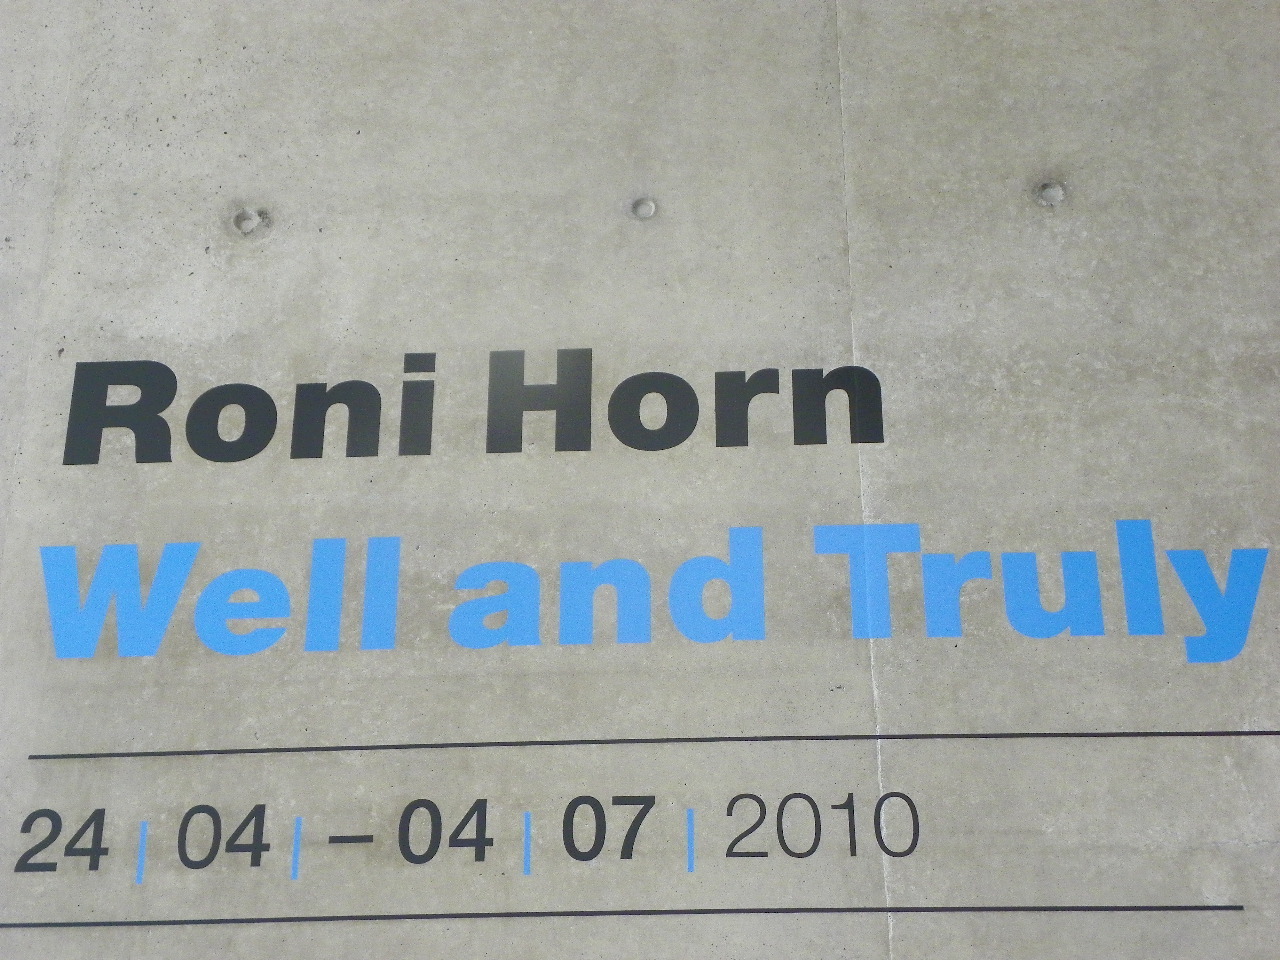 Roni Horn
Well and Truly
24 | 04 | – 04 | 07 | 2010